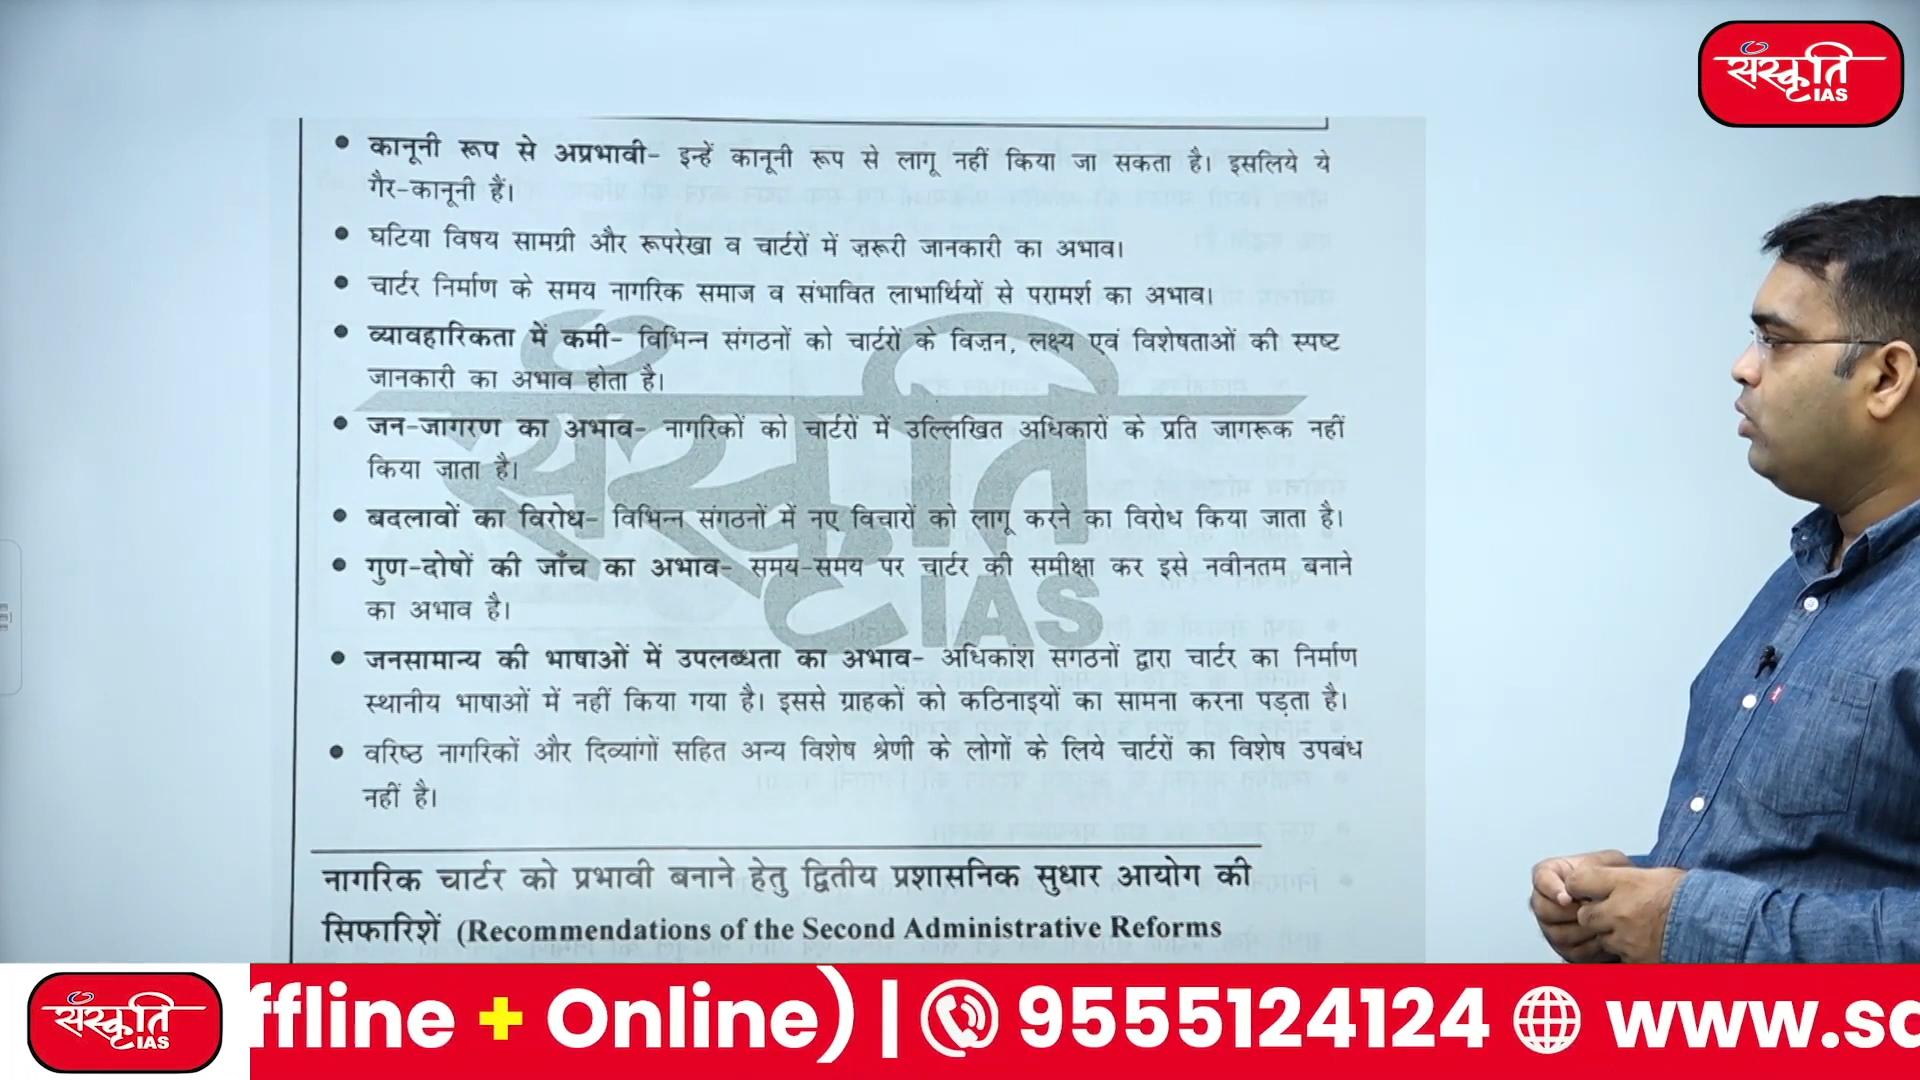 संस्कृति
IAS
कानूनी रूप से अप्रभावी- इन्हें कानूनी रूप से लागू नहीं किया जा सकता है। इसलिये ये
गैर-कानूनी हैं।
घटिया विषय सामग्री और रूपरेखा व चार्टरों में ज़रूरी जानकारी का अभाव।
चार्टर निर्माण के समय नागरिक समाज व संभावित लाभार्थियों से परामर्श का अभाव।
व्यावहारिकता में कमी- विभिन्न संगठनों को चार्टरों के विज़न, लक्ष्य एवं विशेषताओं की स्पष्ट
जानकारी का अभाव होता है।
जन-जागरण का अभाव- नागरिकों को चार्टरों में उल्लिखित अधिकारों के प्रति जागरूक नहीं
किया जाता है।
बदलावों का विरोध- विभिन्न संगठनों में नए विचारों को लागू करने का विरोध किया जाता है।
गुण-दोषों की जाँच का अभाव- समय-समय पर चार्टर की समीक्षा कर इसे नवीनतम बनाने
का अभाव है।
जनसामान्य की भाषाओं में उपलब्धता का अभाव- अधिकांश संगठनों द्वारा चार्टर का निर्माण
स्थानीय भाषाओं में नहीं किया गया है। इससे ग्राहकों को कठिनाइयों का सामना करना पड़ता है।
वरिष्ठ नागरिकों और दिव्यांगों सहित अन्य विशेष श्रेणी के लोगों के लिये चार्टरों का विशेष उपबंध
नहीं है।
संस्कृति
IAS
नागरिक चार्टर को प्रभावी बनाने हेतु द्वितीय प्रशासनिक सुधार आयोग की
सिफारिशें (Recommendations of the Second Administrative Reforms
संस्कृति
IAS
ffline + Online) | 9555124124 www.sa